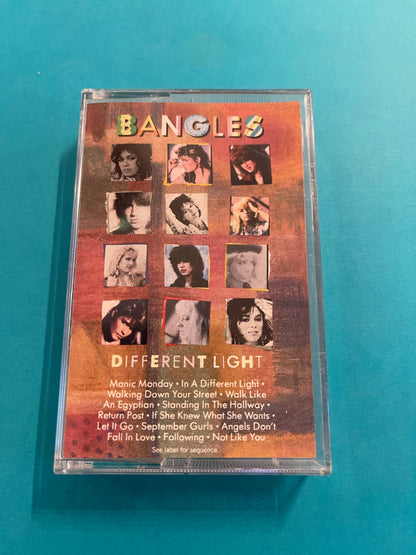 BANGLES
DIFFERENT LIGHT
Manic Monday • In A Different Light •
Walking Down Your Street • Walk Like
An Egyptian • Standing In The Hallway •
Return Post • If She Knew What She Wants •
Let It Go • September Gurls • Angels Don't
Fall In Love • Following • Not Like You
See label for sequence.